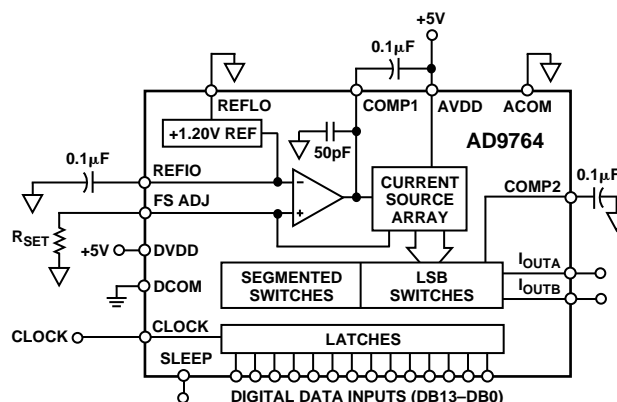 +5V
0.1μF
REFLO
COMP1
AVDD
ACOM
+1.20V REF
50pF
AD9764
0.1μF
REFIO
CURRENT
SOURCE
ARRAY
COMP2
0.1μF
FS ADJ
RSET
+5V
DVDD
DCOM
SEGMENTED
SWITCHES
LSB
SWITCHES
IOUTA
IOUTB
CLOCK
CLOCK
LATCHES
SLEEP
DIGITAL DATA INPUTS (DB13–DB0)